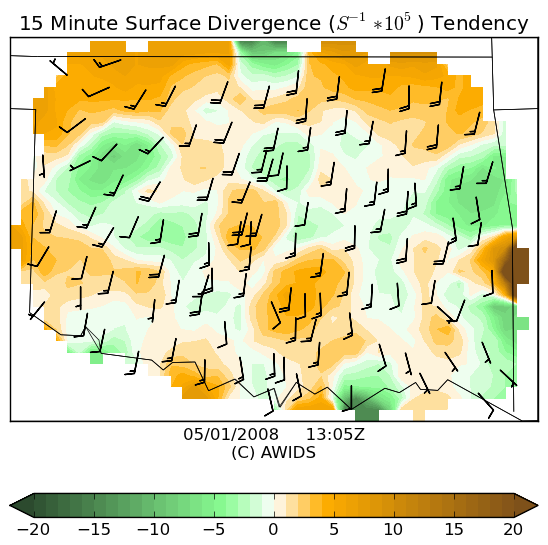 15 Minute Surface Divergence (S⁻¹ *10⁵ ) Tendency
05/01/2008 13:05Z
(C) AWIDS
−20 −15 −10 −5 0 5 10 15 20